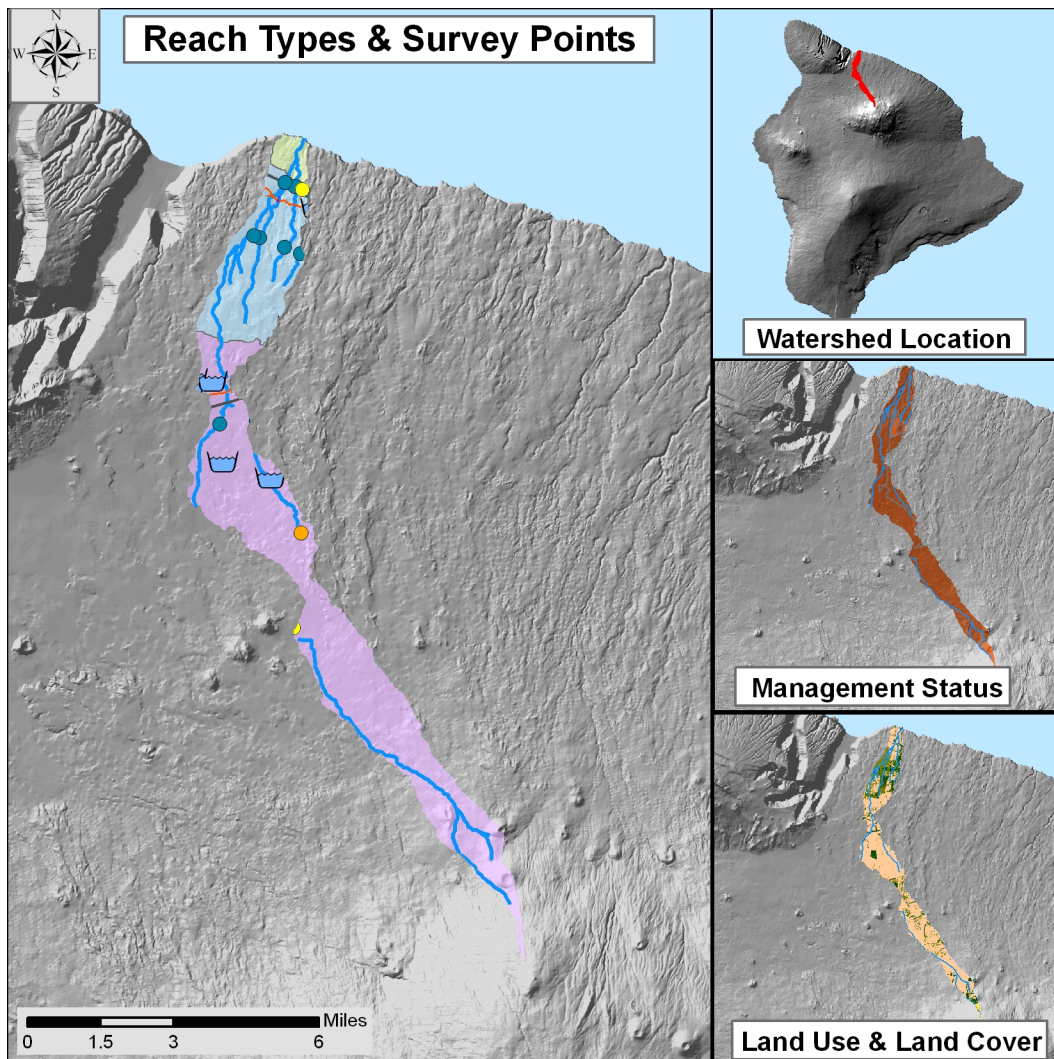 N
W E
S
Reach Types & Survey Points
Watershed Location
Management Status
Land Use & Land Cover
Miles
0 1.5 3 6